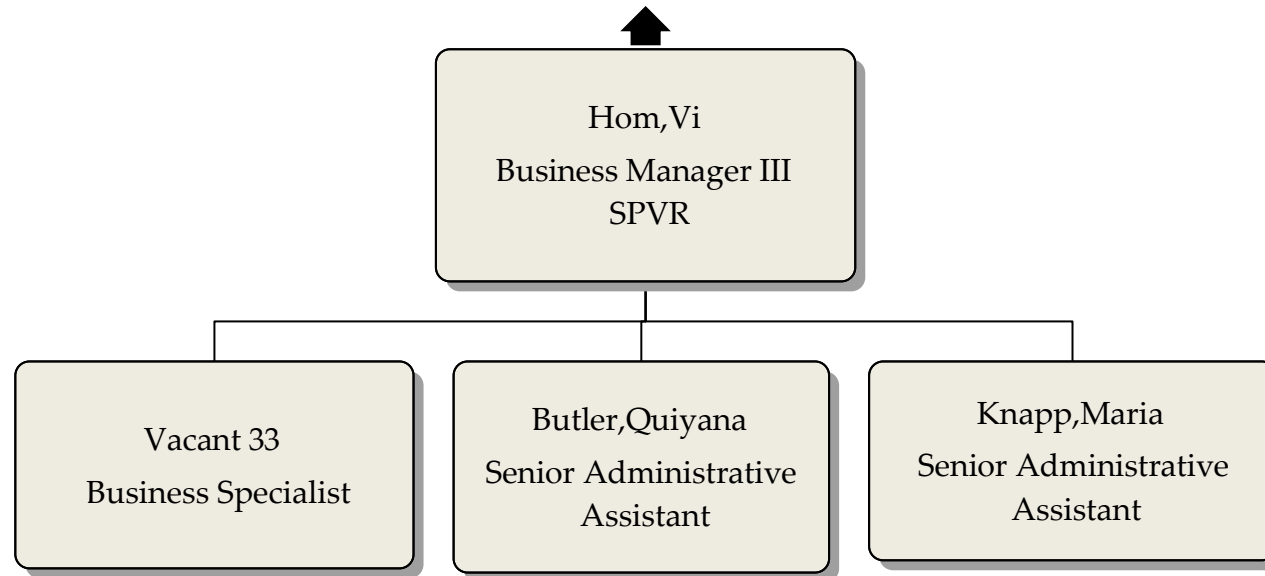 Hom,Vi
Business Manager III
SPVR
Vacant 33
Business Specialist
Butler,Quiyana
Senior Administrative
Assistant
Knapp,Maria
Senior Administrative
Assistant